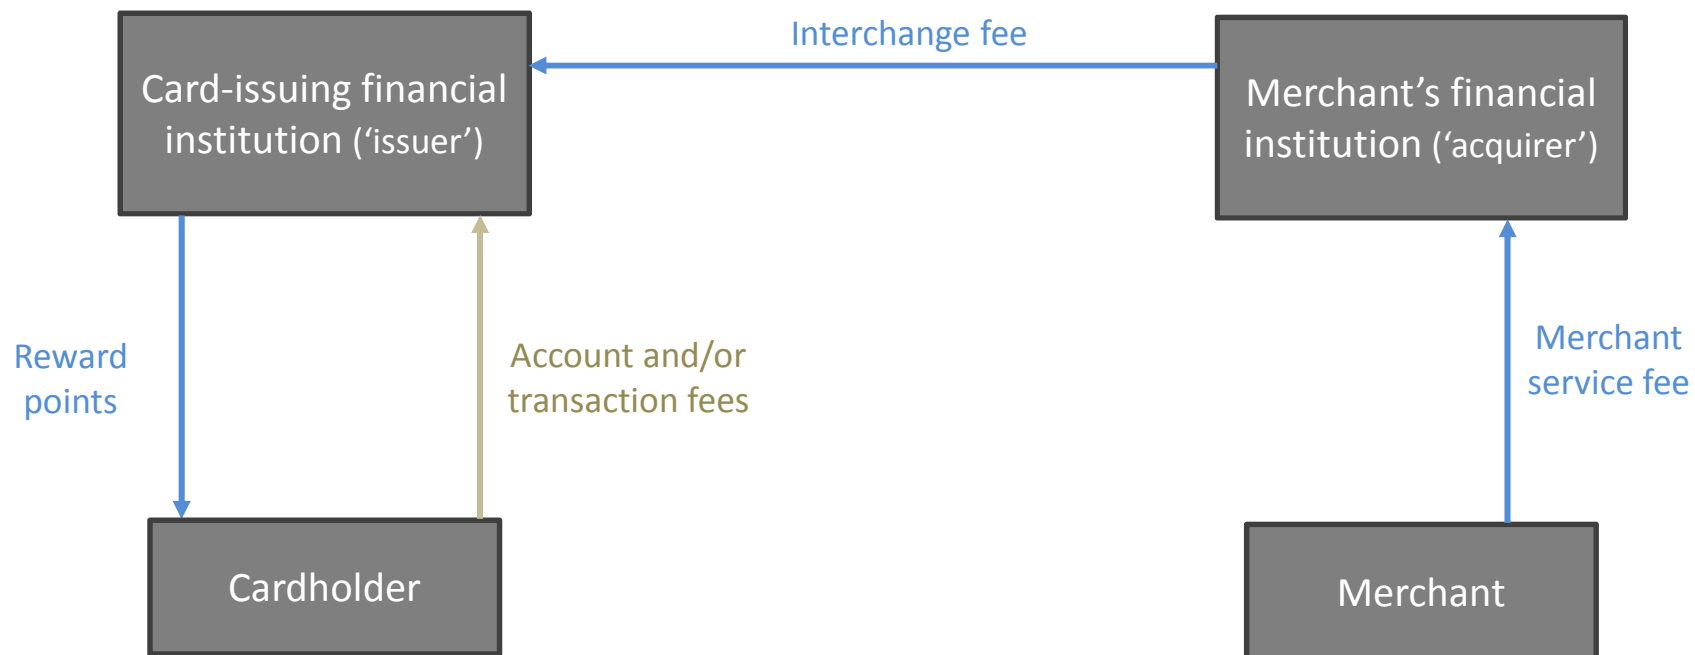 Interchange fee
Card-issuing financial
institution (‘issuer’)
Merchant’s financial
institution (‘acquirer’)
Reward
points
Account and/or
transaction fees
Merchant
service fee
Cardholder
Merchant